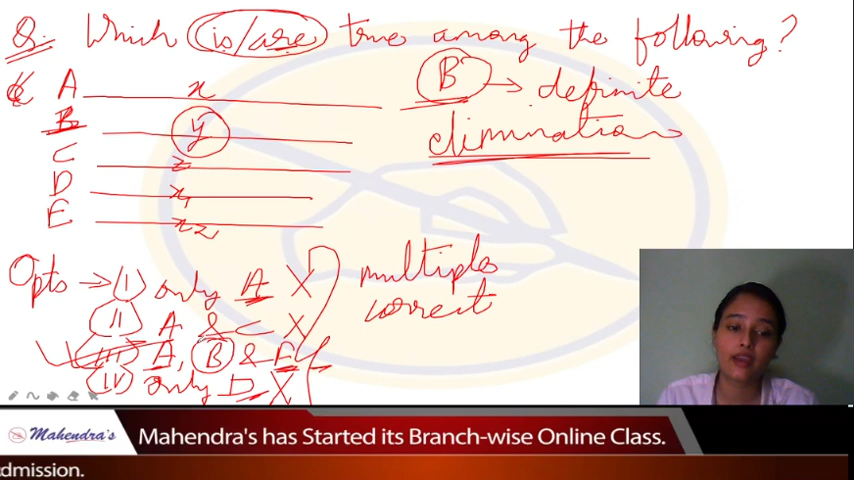 Q. Which is/are true among the following?
A x
B y
C z
D x1
E x2
B → definite
elimination
Opts → (I) only A X
(II) A & C X
(III) A, B & E
(IV) only D X
multiple
correct
Mahendra's
Mahendra's has Started its Branch-wise Online Class.
dmission.